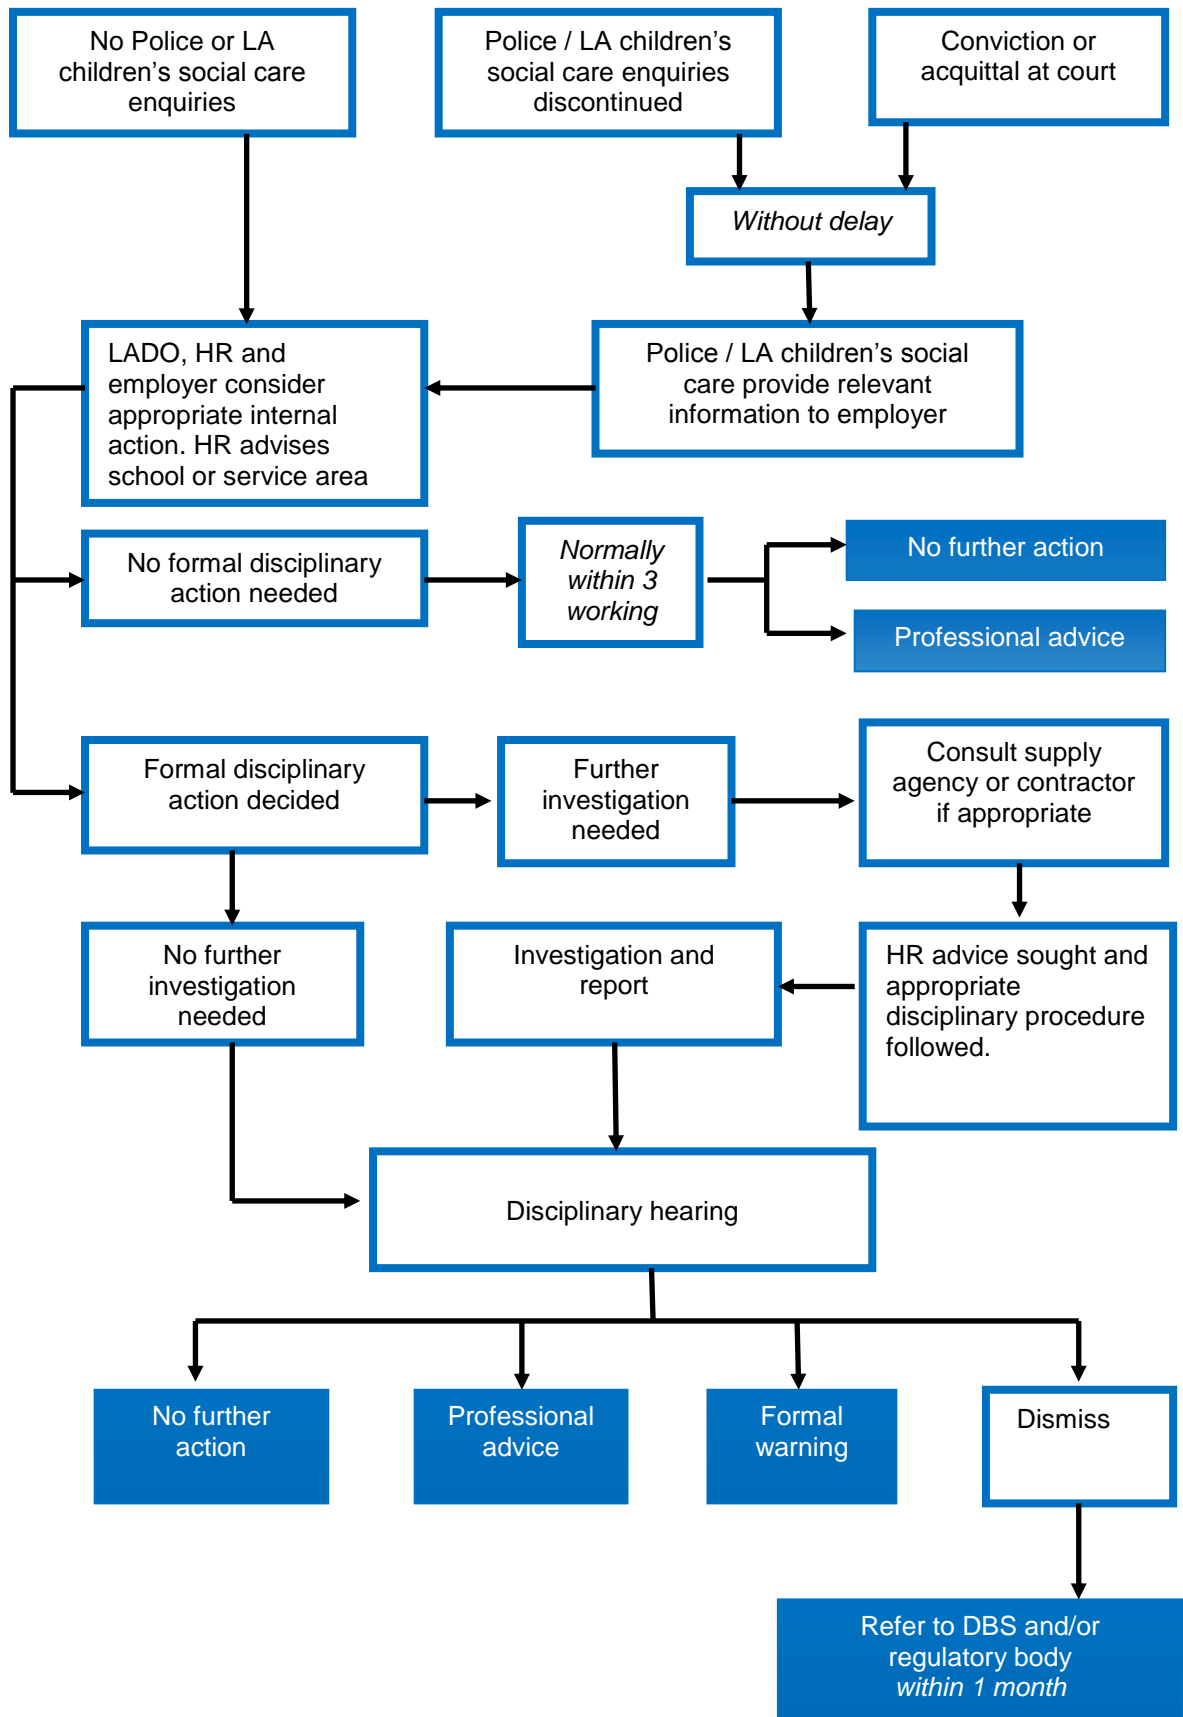 No Police or LA
children’s social care
enquiries
Police / LA children’s
social care enquiries
discontinued
Conviction or
acquittal at court
Without delay
LADO, HR and
employer consider
appropriate internal
action. HR advises
school or service area
Police / LA children’s social
care provide relevant
information to employer
No formal disciplinary
action needed
Normally
within 3
working
No further action
Professional advice
Formal disciplinary
action decided
Further
investigation
needed
Consult supply
agency or contractor
if appropriate
No further
investigation
needed
Investigation and
report
HR advice sought and
appropriate
disciplinary procedure
followed.
Disciplinary hearing
No further
action
Professional
advice
Formal
warning
Dismiss
Refer to DBS and/or
regulatory body
within 1 month